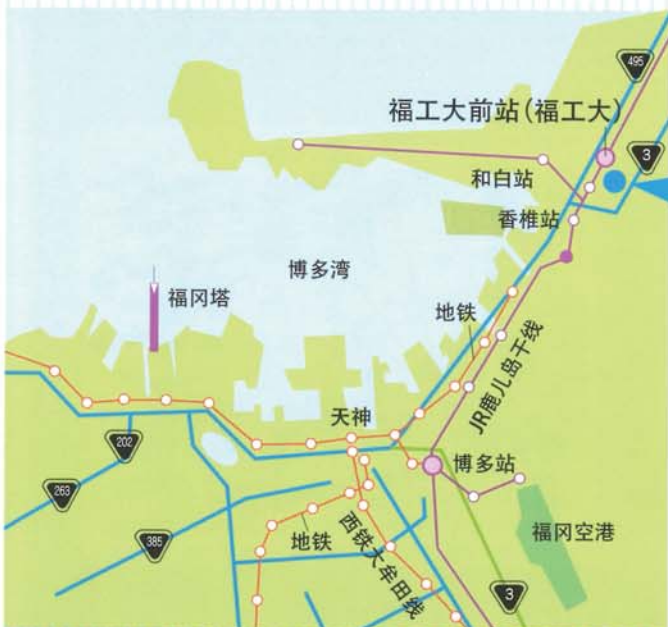 495
福工大前站(福工大)
3
和白站
香椎站
博多湾
福冈塔
地铁
JR鹿儿岛干线
天神
202
博多站
263
385
地铁
西铁大牟田线
福冈空港
3